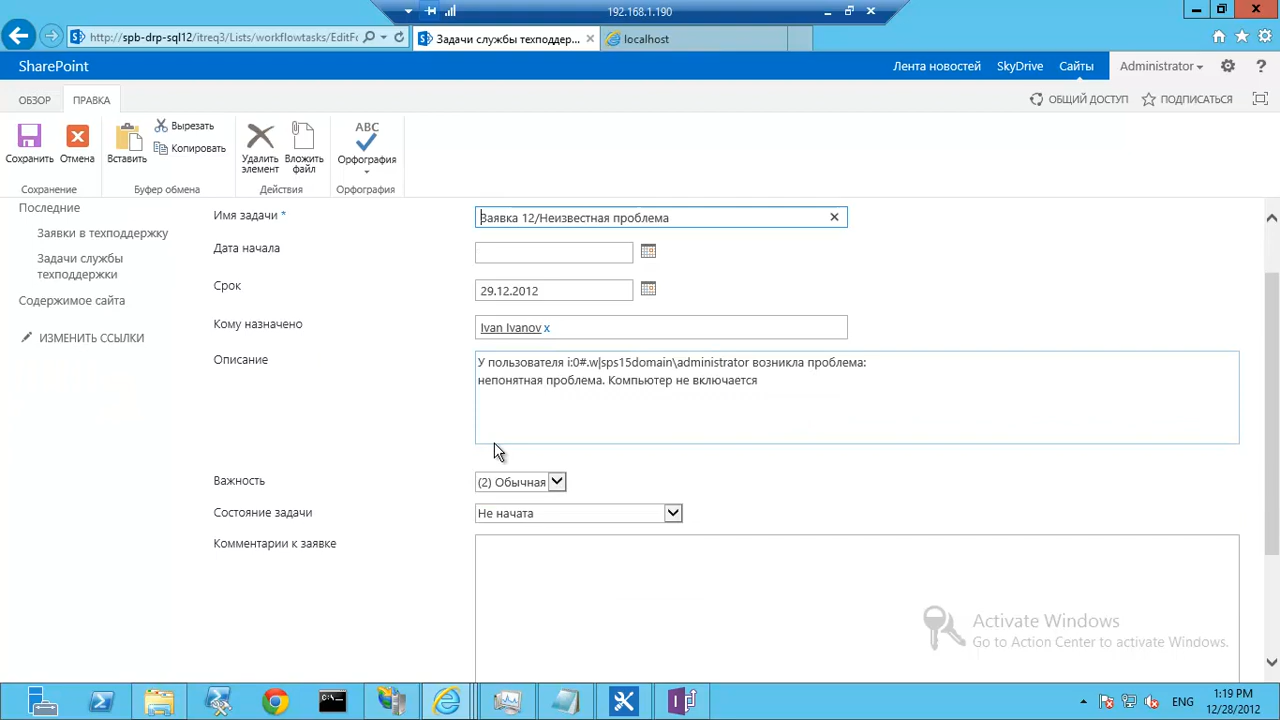 192.168.1.190
http://spb-drp-sql12/itreq3/Lists/workflowtasks/EditFo
Задачи службы техподдер...
localhost
SharePoint
Лента новостей
SkyDrive
Сайты
Administrator
ОБЗОР
ПРАВКА
ОБЩИЙ ДОСТУП
ПОДПИСАТЬСЯ
Сохранить
Отмена
Вставить
Вырезать
Копировать
Удалить элемент
Вложить файл
ABC
Орфография
Сохранение
Буфер обмена
Действия
Орфография
Последние
Заявки в техподдержку
Задачи службы
техподдержки
Содержимое сайта
ИЗМЕНИТЬ ССЫЛКИ
Имя задачи *
Заявка 12/Неизвестная проблема
Дата начала
Срок
29.12.2012
Кому назначено
Ivan Ivanov x
Описание
У пользователя i:0#.w|sps15domain\administrator возникла проблема:
непонятная проблема. Компьютер не включается
Важность
(2) Обычная
Состояние задачи
Не начата
Комментарии к заявке
Activate Windows
Go to Action Center to activate Windows.
ENG
1:19 PM
12/28/2012